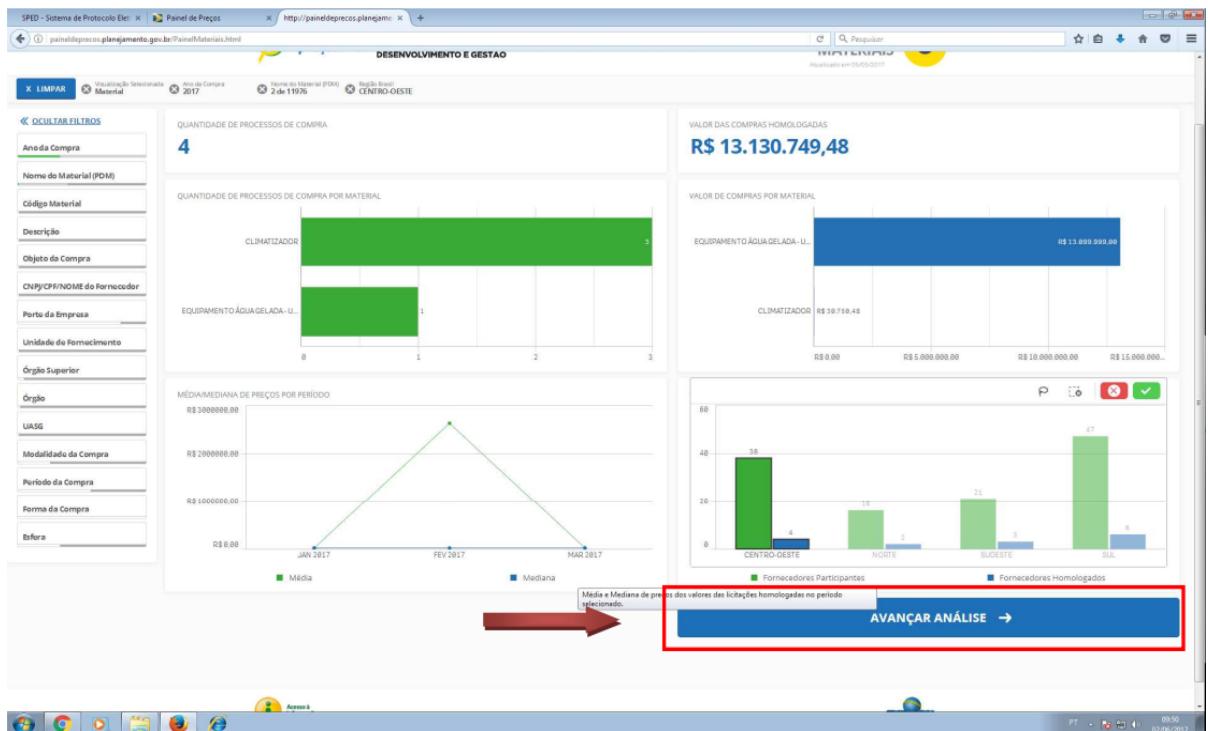 SPED - Sistema de Protocolo Elet
Painel de Preços
http://paineldeprecos.planejame
paineldeprecos.planejamento.gov.br/PainelMateriais.html
Pesquisar
DESENVOLVIMENTO E GESTAO
MATERIAIS
Atualizado em 05/05/2017
X LIMPAR
Visualização Selecionada
Material
Ano da Compra
2017
Nome do Material (PDM)
2 de 11976
Região Brasil
CENTRO-OESTE
OCULTAR FILTROS
Ano da Compra
Nome do Material (PDM)
Código Material
Descrição
Objeto da Compra
CNPJ/CPF/NOME do Fornecedor
Porte da Empresa
Unidade de Fornecimento
Órgão Superior
Órgão
UASG
Modalidade da Compra
Período da Compra
Forma da Compra
Esfera
QUANTIDADE DE PROCESSOS DE COMPRA
4
VALOR DAS COMPRAS HOMOLOGADAS
R$ 13.130.749,48
QUANTIDADE DE PROCESSOS DE COMPRA POR MATERIAL
CLIMATIZADOR
3
EQUIPAMENTO ÁGUA GELADA - U...
1
0 1 2 3
VALOR DE COMPRAS POR MATERIAL
EQUIPAMENTO ÁGUA GELADA - U...
CLIMATIZADOR
R$ 0,00 R$ 5.000.000,00 R$ 10.000.000,00 R$ 15.000.000...
MÉDIA/MEDIANA DE PREÇOS POR PERÍODO
R$ 3000000,00
R$ 2000000,00
R$ 1000000,00
R$ 0,00
JAN 2017 FEV 2017 MAR 2017
Média Mediana
60
40
20
0
38 4
16 2
21 3
47 6
CENTRO-OESTE NORTE SUDESTE SUL
Fornecedores Participantes Fornecedores Homologados
Média e Mediana de preços dos valores das licitações homologadas no período
selecionado.
AVANÇAR ANÁLISE →
Acesso à
PT
09:50
02/06/2017